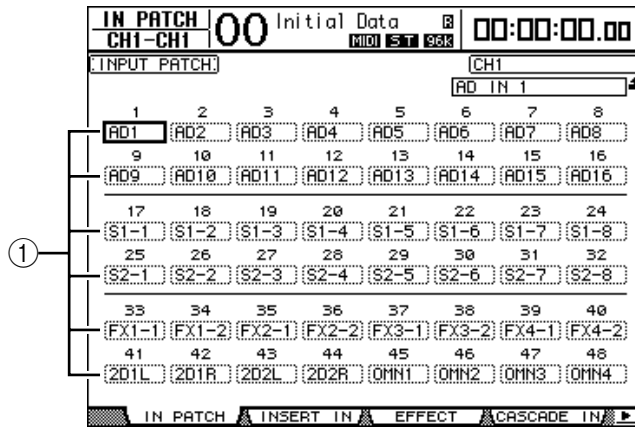 IN PATCH
CH1-CH1
00 Initial Data R
MIDI ST 96k
00:00:00.00
INPUT PATCH
CH1
AD IN 1
1 2 3 4 5 6 7 8
AD1 AD2 AD3 AD4 AD5 AD6 AD7 AD8
9 10 11 12 13 14 15 16
AD9 AD10 AD11 AD12 AD13 AD14 AD15 AD16
17 18 19 20 21 22 23 24
S1-1 S1-2 S1-3 S1-4 S1-5 S1-6 S1-7 S1-8
① 25 26 27 28 29 30 31 32
S2-1 S2-2 S2-3 S2-4 S2-5 S2-6 S2-7 S2-8
33 34 35 36 37 38 39 40
FX1-1 FX1-2 FX2-1 FX2-2 FX3-1 FX3-2 FX4-1 FX4-2
41 42 43 44 45 46 47 48
2D1L 2D1R 2D2L 2D2R OMN1 OMN2 OMN3 OMN4
IN PATCH INSERT IN EFFECT CASCADE IN